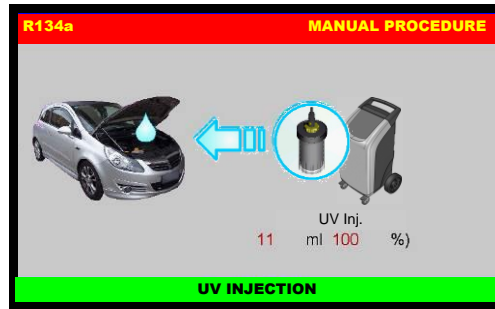 R134a MANUAL PROCEDURE
UV Inj.
11 ml 100 %)
UV INJECTION